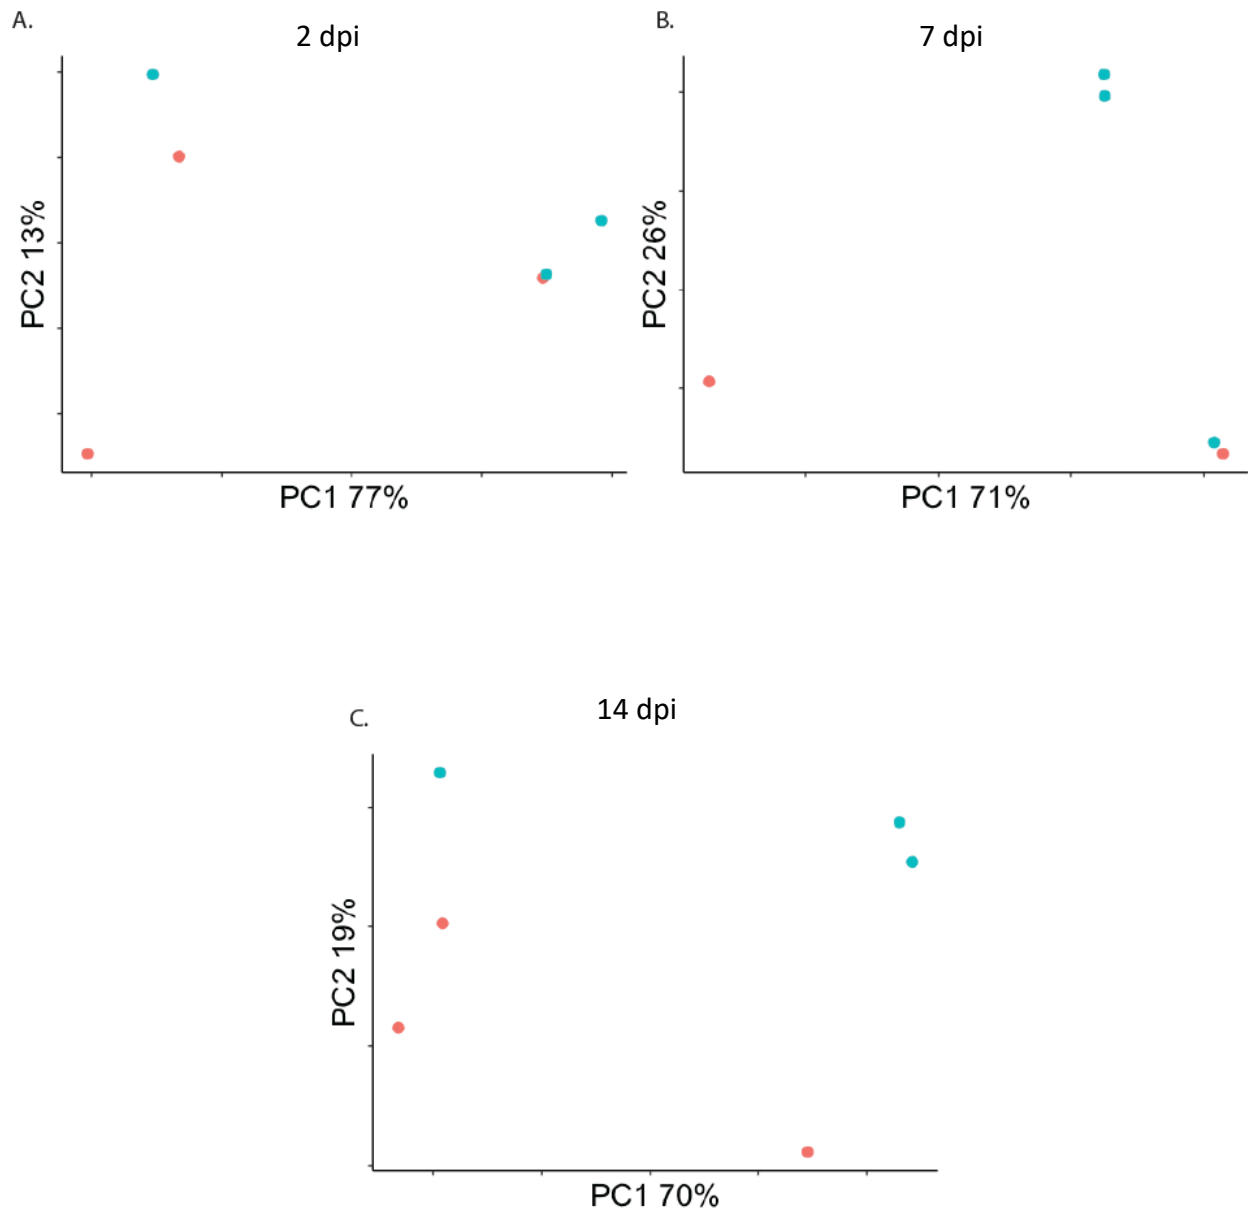 A.
2 dpi
PC2 13%
PC1 77%
B.
7 dpi
PC2 26%
PC1 71%
C.
14 dpi
PC2 19%
PC1 70%